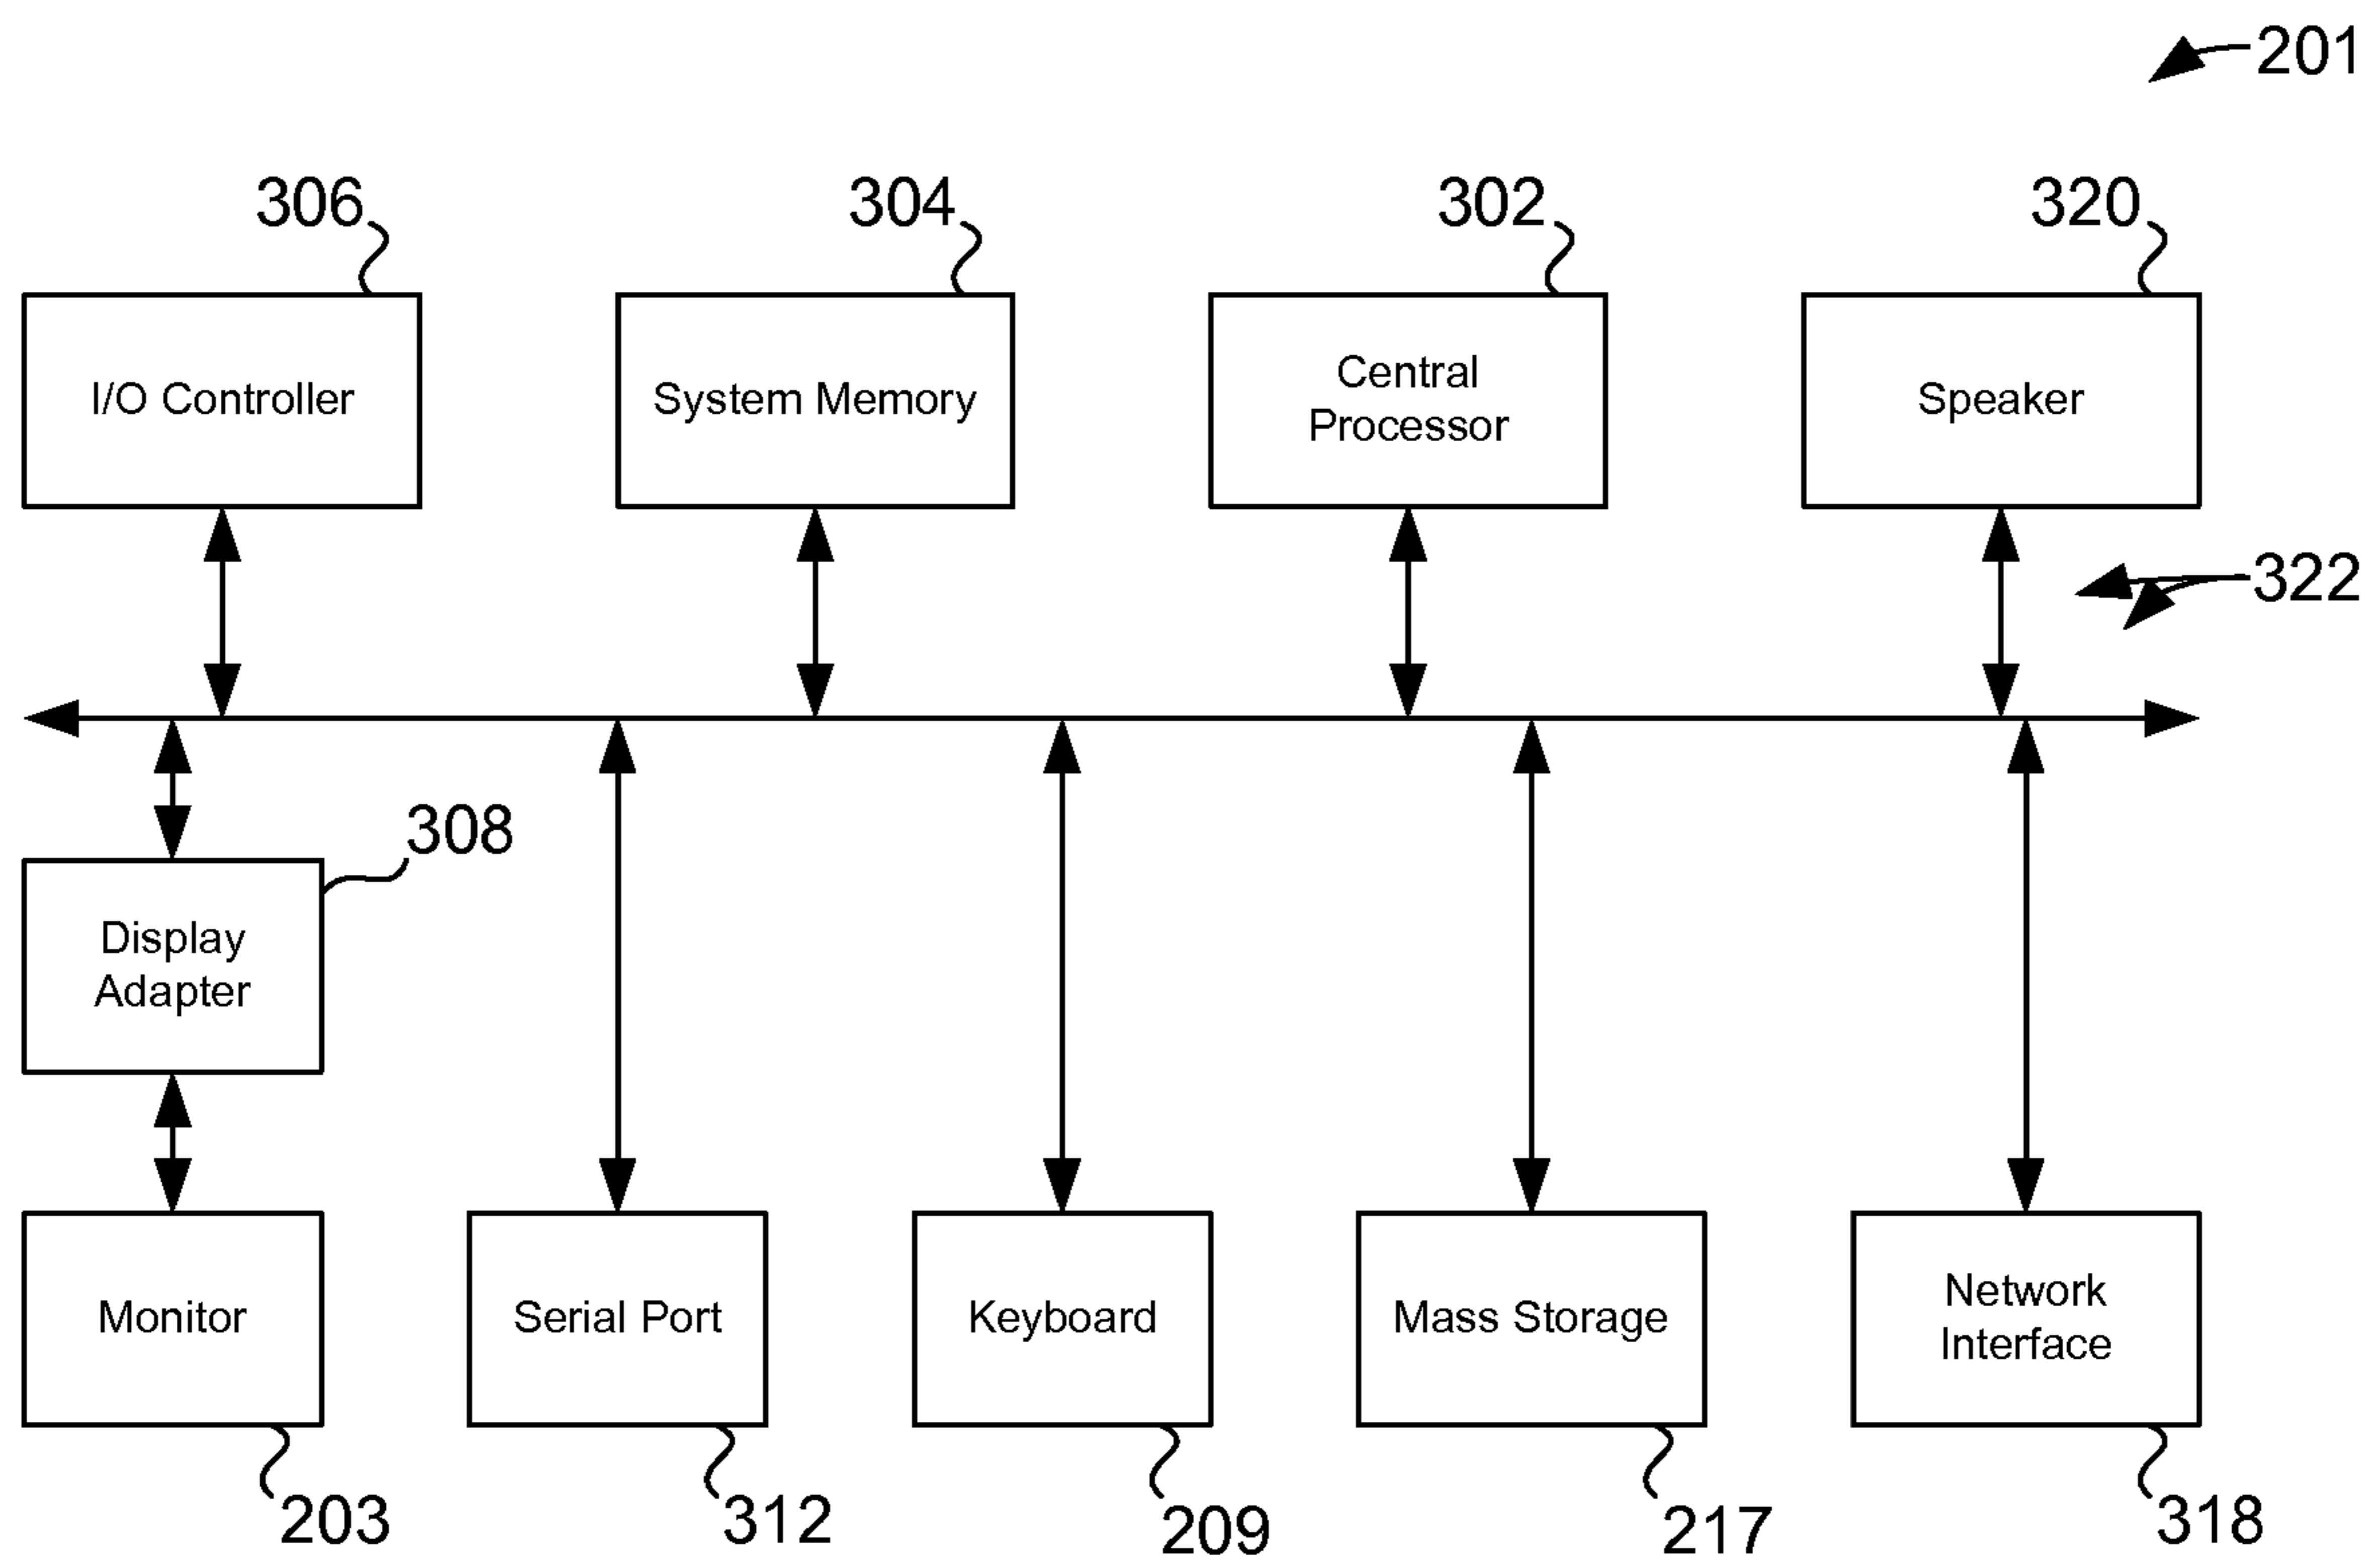 201
306
304
302
320
I/O Controller
System Memory
Central
Processor
Speaker
322
308
Display
Adapter
Monitor
Serial Port
Keyboard
Mass Storage
Network
Interface
203
312
209
217
318